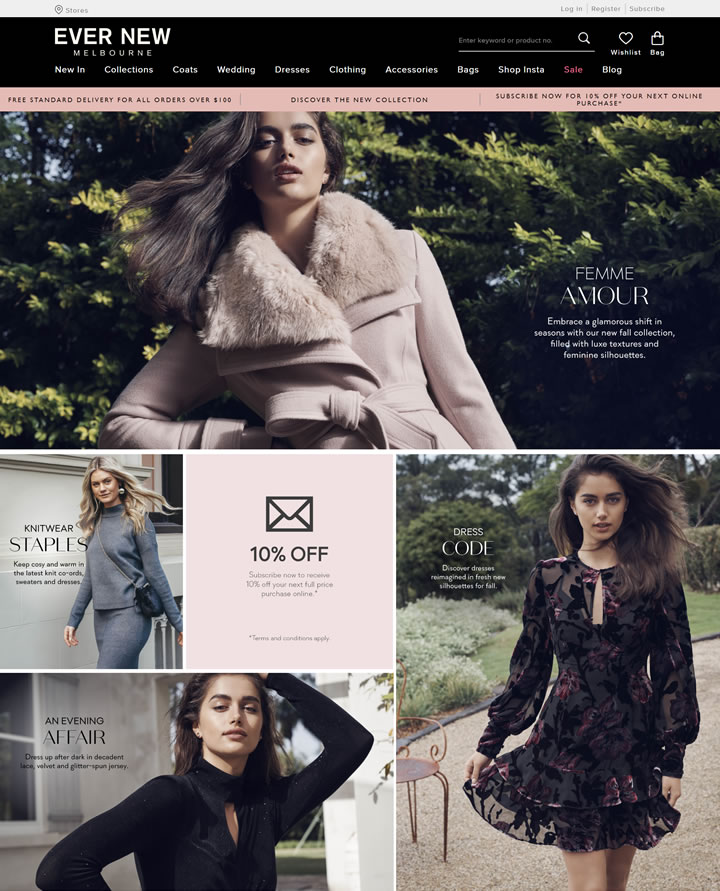 Stores
Log in
Register
Subscribe
EVER NEW
MELBOURNE
Enter keyword or product no.
Wishlist
Bag
New In
Collections
Coats
Wedding
Dresses
Clothing
Accessories
Bags
Shop Insta
Sale
Blog
FREE STANDARD DELIVERY FOR ALL ORDERS OVER $100
DISCOVER THE NEW COLLECTION
SUBSCRIBE NOW FOR 10% OFF YOUR NEXT ONLINE
PURCHASE*
FEMME
AMOUR
Embrace a glamorous shift in
seasons with our new fall collection,
filled with luxe textures and
feminine silhouettes.
KNITWEAR
STAPLES
Keep cosy and warm in
the latest knit co-ords,
sweaters and dresses.
10% OFF
Subscribe now to receive
10% off your next full price
purchase online.*
*Terms and conditions apply.
DRESS
CODE
Discover dresses
reimagined in fresh new
silhouettes for fall.
AN EVENING
AFFAIR
Dress up after dark in decadent
lace, velvet and glitter-spun jersey.